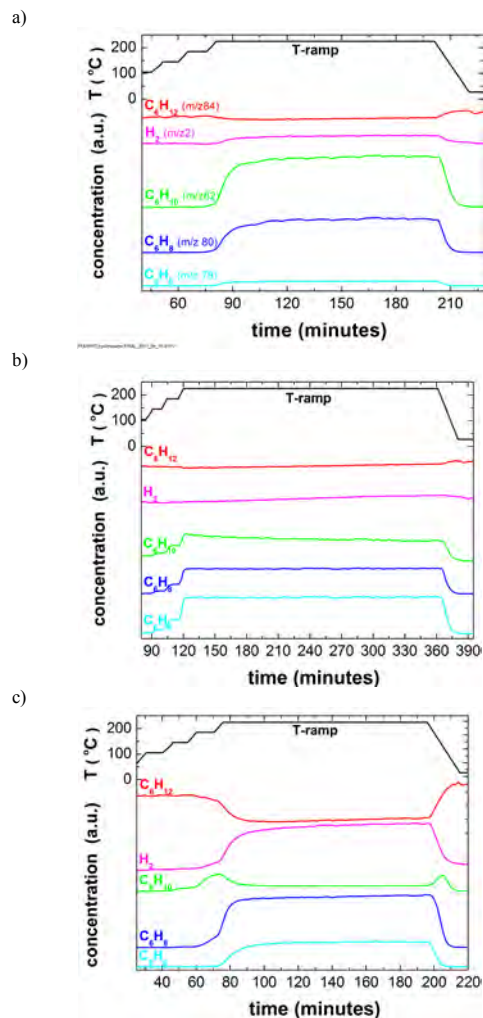 a)
T (°C)
200
100
0
T-ramp
C₆H₁₂ (m/z84)
H₂ (m/z2)
C₆H₁₀ (m/z82)
C₆H₈ (m/z 80)
C₆H₆ (m/z 78)
concentration (a.u.)
60 90 120 150 180 210
time (minutes)
b)
T (°C)
200
100
0
T-ramp
C₆H₁₂
H₂
C₆H₁₀
C₆H₈
C₆H₆
concentration (a.u.)
90 120 150 180 210 240 270 300 330 360 390
time (minutes)
c)
T (°C)
200
100
0
T-ramp
C₆H₁₂
H₂
C₆H₁₀
C₆H₈
C₆H₆
concentration (a.u.)
40 60 80 100 120 140 160 180 200 220
time (minutes)